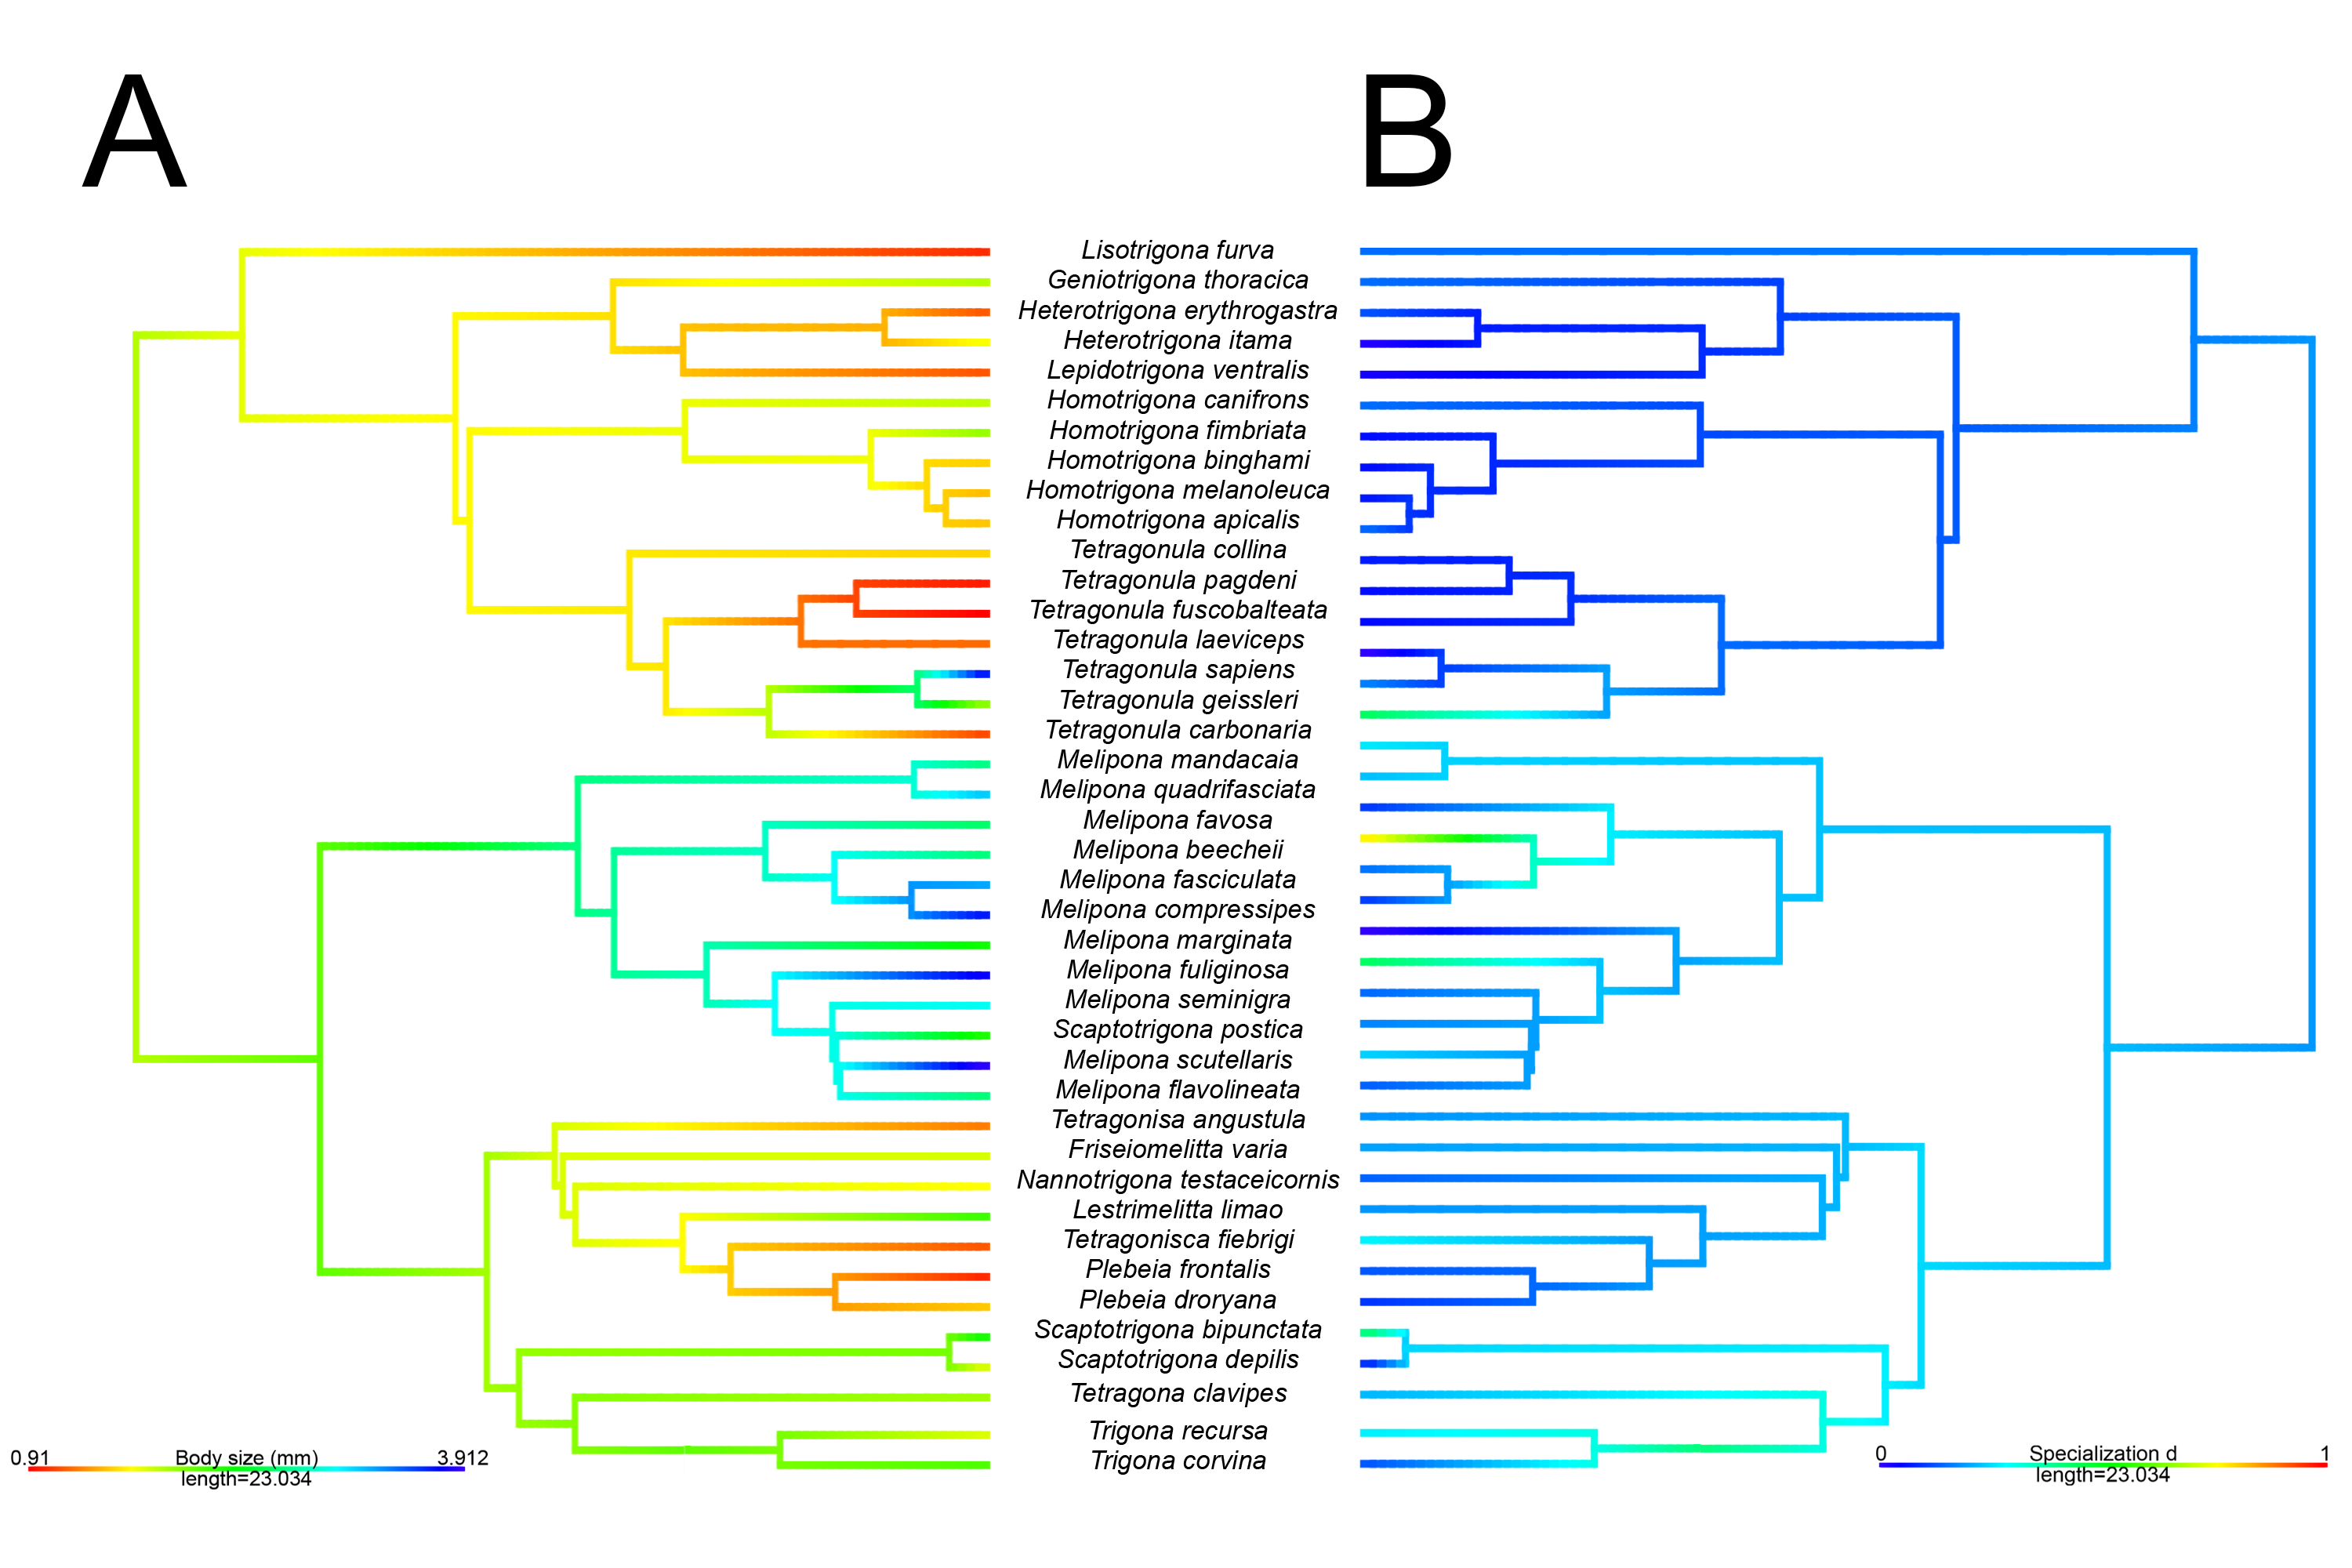 A
B
Lisotrigona furva
Geniotrigona thoracica
Heterotrigona erythrogastra
Heterotrigona itama
Lepidotrigona ventralis
Homotrigona canifrons
Homotrigona fimbriata
Homotrigona binghami
Homotrigona melanoleuca
Homotrigona apicalis
Tetragonula collina
Tetragonula pagdeni
Tetragonula fuscobalteata
Tetragonula laeviceps
Tetragonula sapiens
Tetragonula geissleri
Tetragonula carbonaria
Melipona mandacaia
Melipona quadrifasciata
Melipona favosa
Melipona beecheii
Melipona fasciculata
Melipona compressipes
Melipona marginata
Melipona fuliginosa
Melipona seminigra
Scaptotrigona postica
Melipona scutellaris
Melipona flavolineata
Tetragonisa angustula
Friseiomelitta varia
Nannotrigona testaceicornis
Lestrimelitta limao
Tetragonisca fiebrigi
Plebeia frontalis
Plebeia droryana
Scaptotrigona bipunctata
Scaptotrigona depilis
Tetragona clavipes
Trigona recursa
Trigona corvina
0.91 Body size (mm) 3.912
length=23.034
0 Specialization d 1
length=23.034